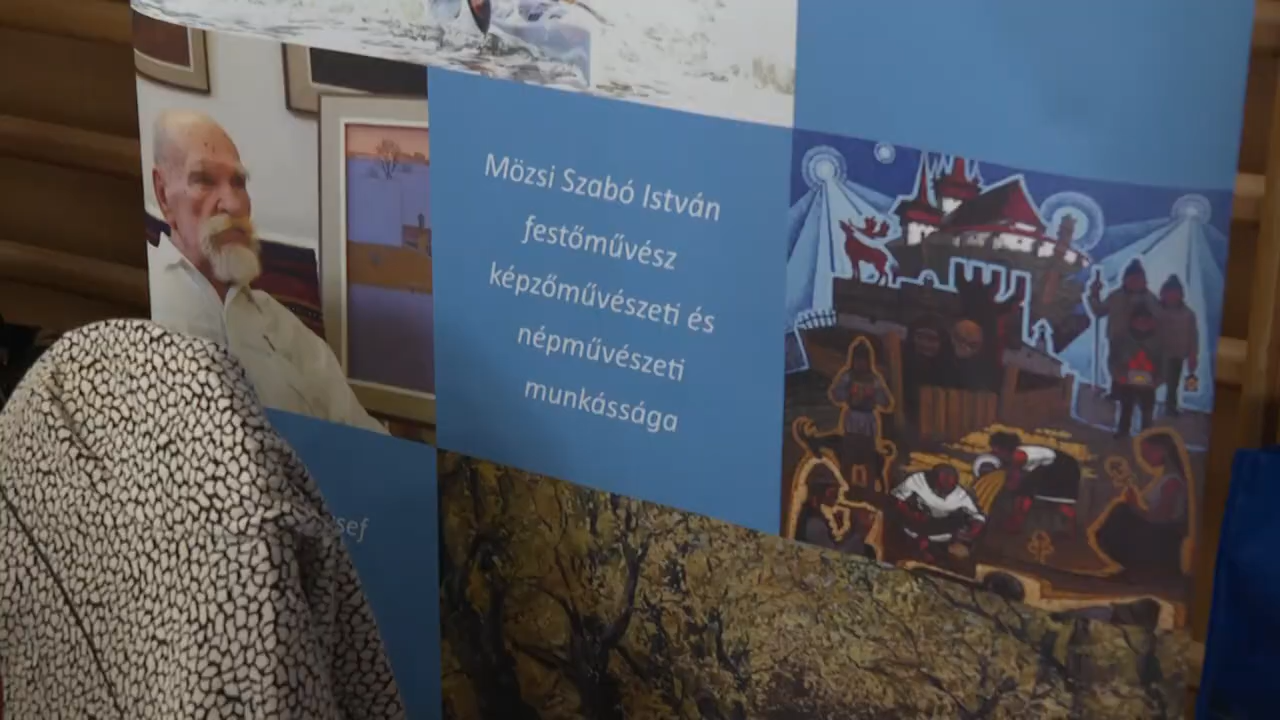 Mözsi Szabó István
festőművész
képzőművészeti és
népművészeti
munkássága